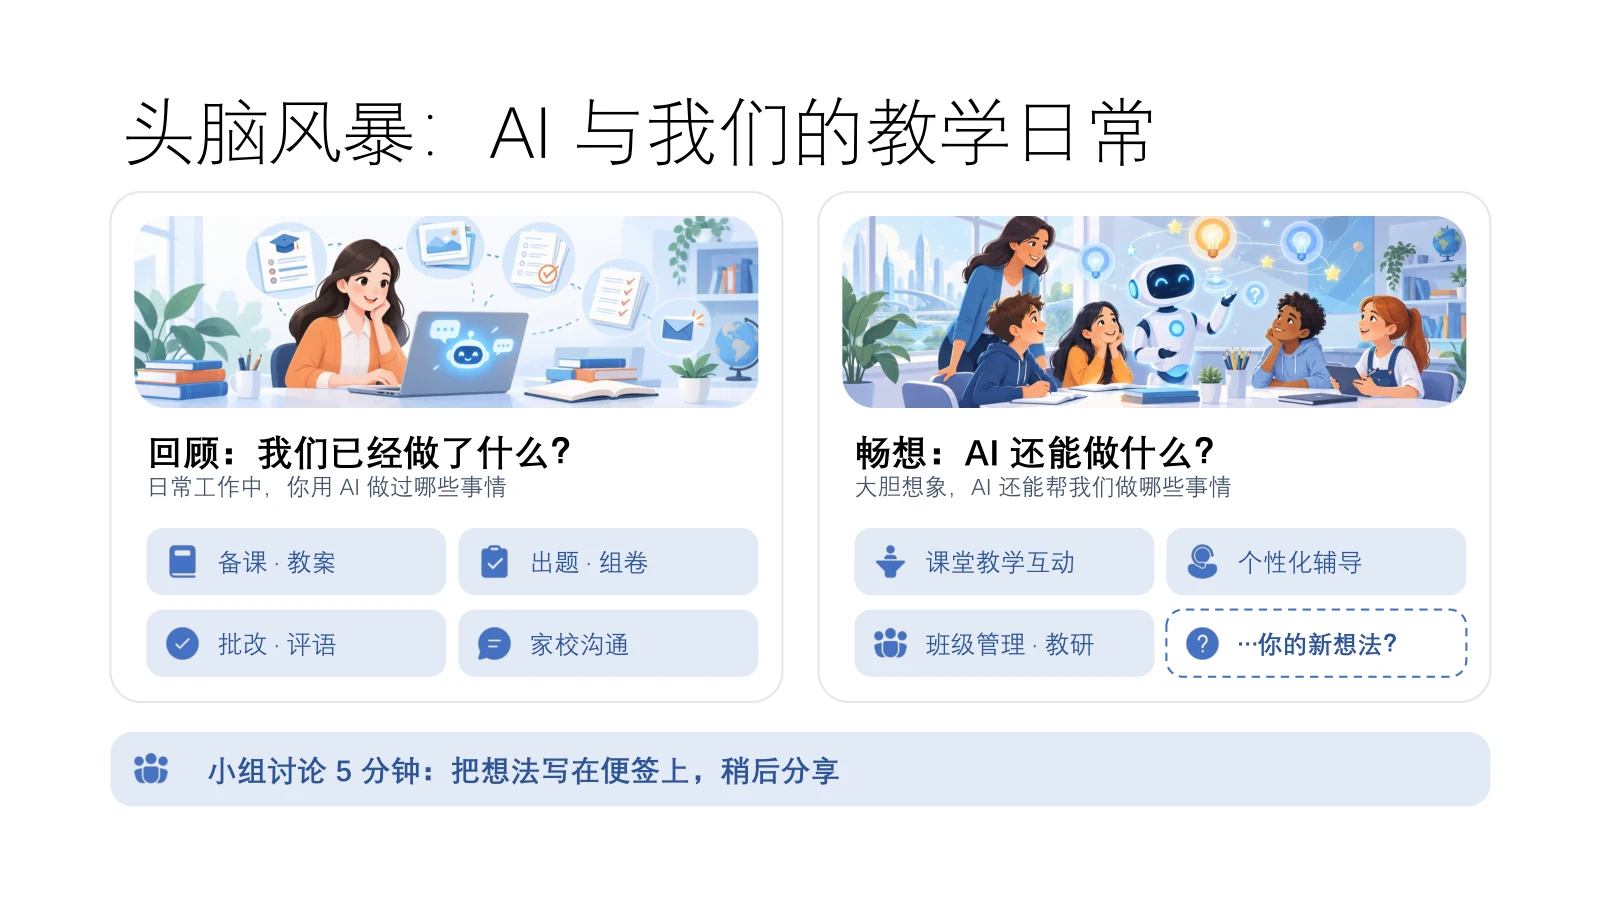 头脑风暴：AI 与我们的教学日常
回顾：我们已经做了什么？
日常工作中，你用 AI 做过哪些事情
备课 · 教案
出题 · 组卷
批改 · 评语
家校沟通
畅想：AI 还能做什么？
大胆想象，AI 还能帮我们做哪些事情
课堂教学互动
个性化辅导
班级管理 · 教研
…你的新想法？
小组讨论 5 分钟：把想法写在便签上，稍后分享